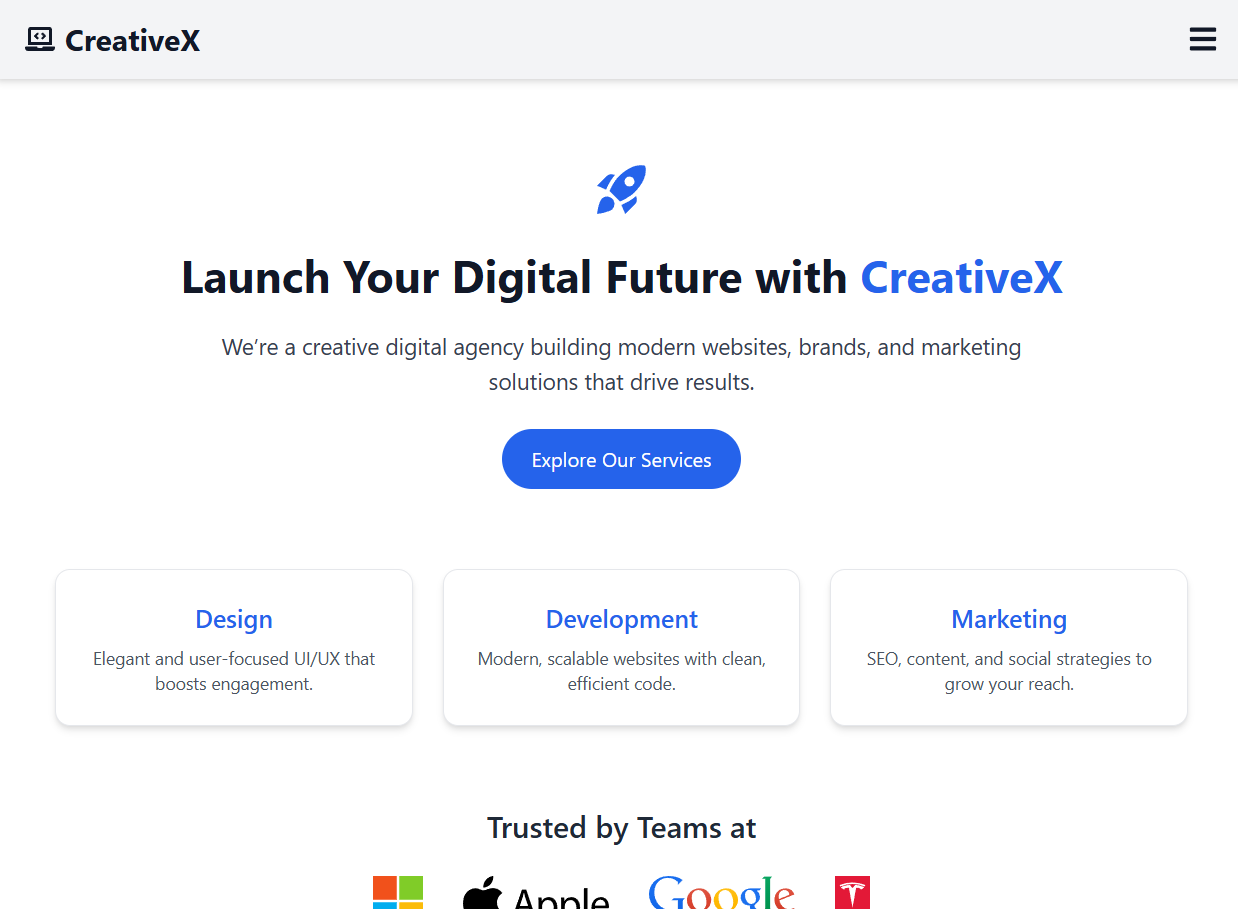 CreativeX
Launch Your Digital Future with CreativeX
We’re a creative digital agency building modern websites, brands, and marketing
solutions that drive results.
Explore Our Services
Design
Elegant and user-focused UI/UX that
boosts engagement.
Development
Modern, scalable websites with clean,
efficient code.
Marketing
SEO, content, and social strategies to
grow your reach.
Trusted by Teams at
Apple
Google